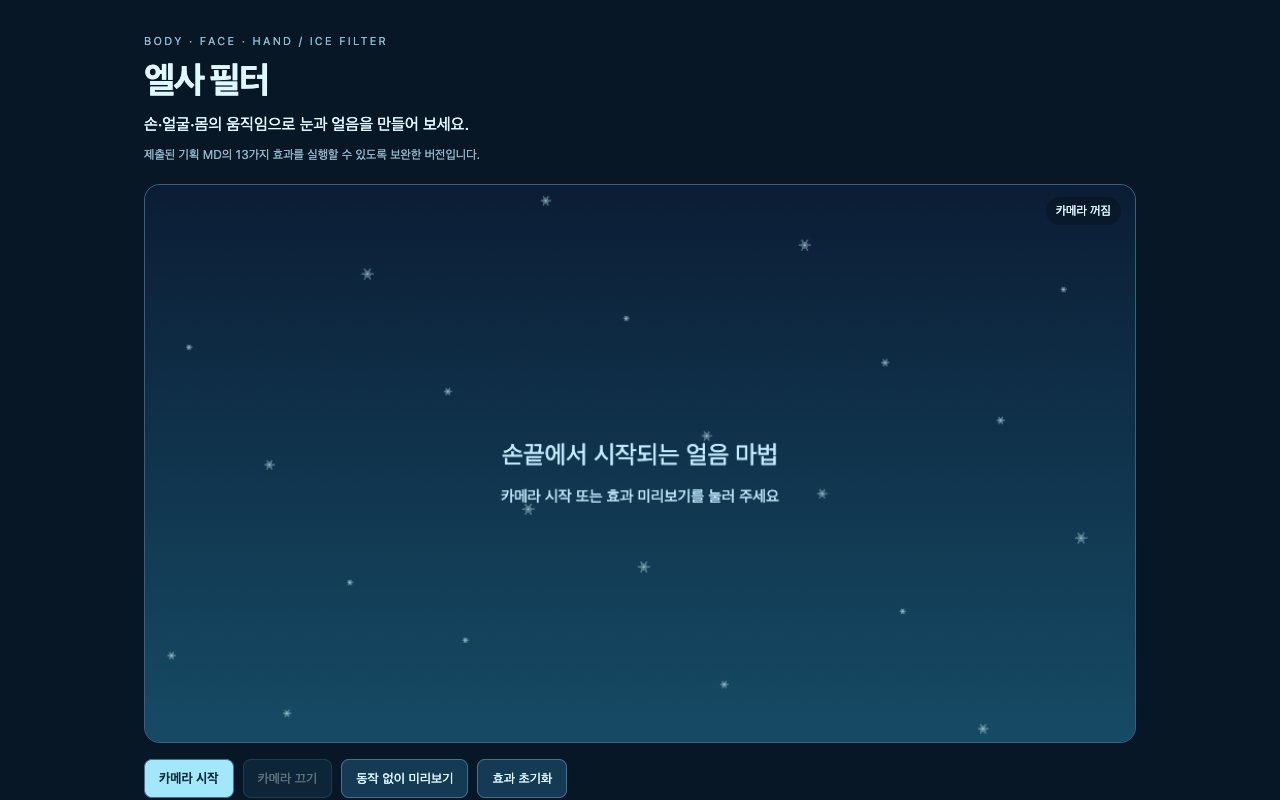 BODY · FACE · HAND / ICE FILTER
엘사 필터
손·얼굴·몸의 움직임으로 눈과 얼음을 만들어 보세요.
제출된 기획 MD의 13가지 효과를 실행할 수 있도록 보완한 버전입니다.
카메라 꺼짐
손끝에서 시작되는 얼음 마법
카메라 시작 또는 효과 미리보기를 눌러 주세요
카메라 시작
카메라 끄기
동작 없이 미리보기
효과 초기화